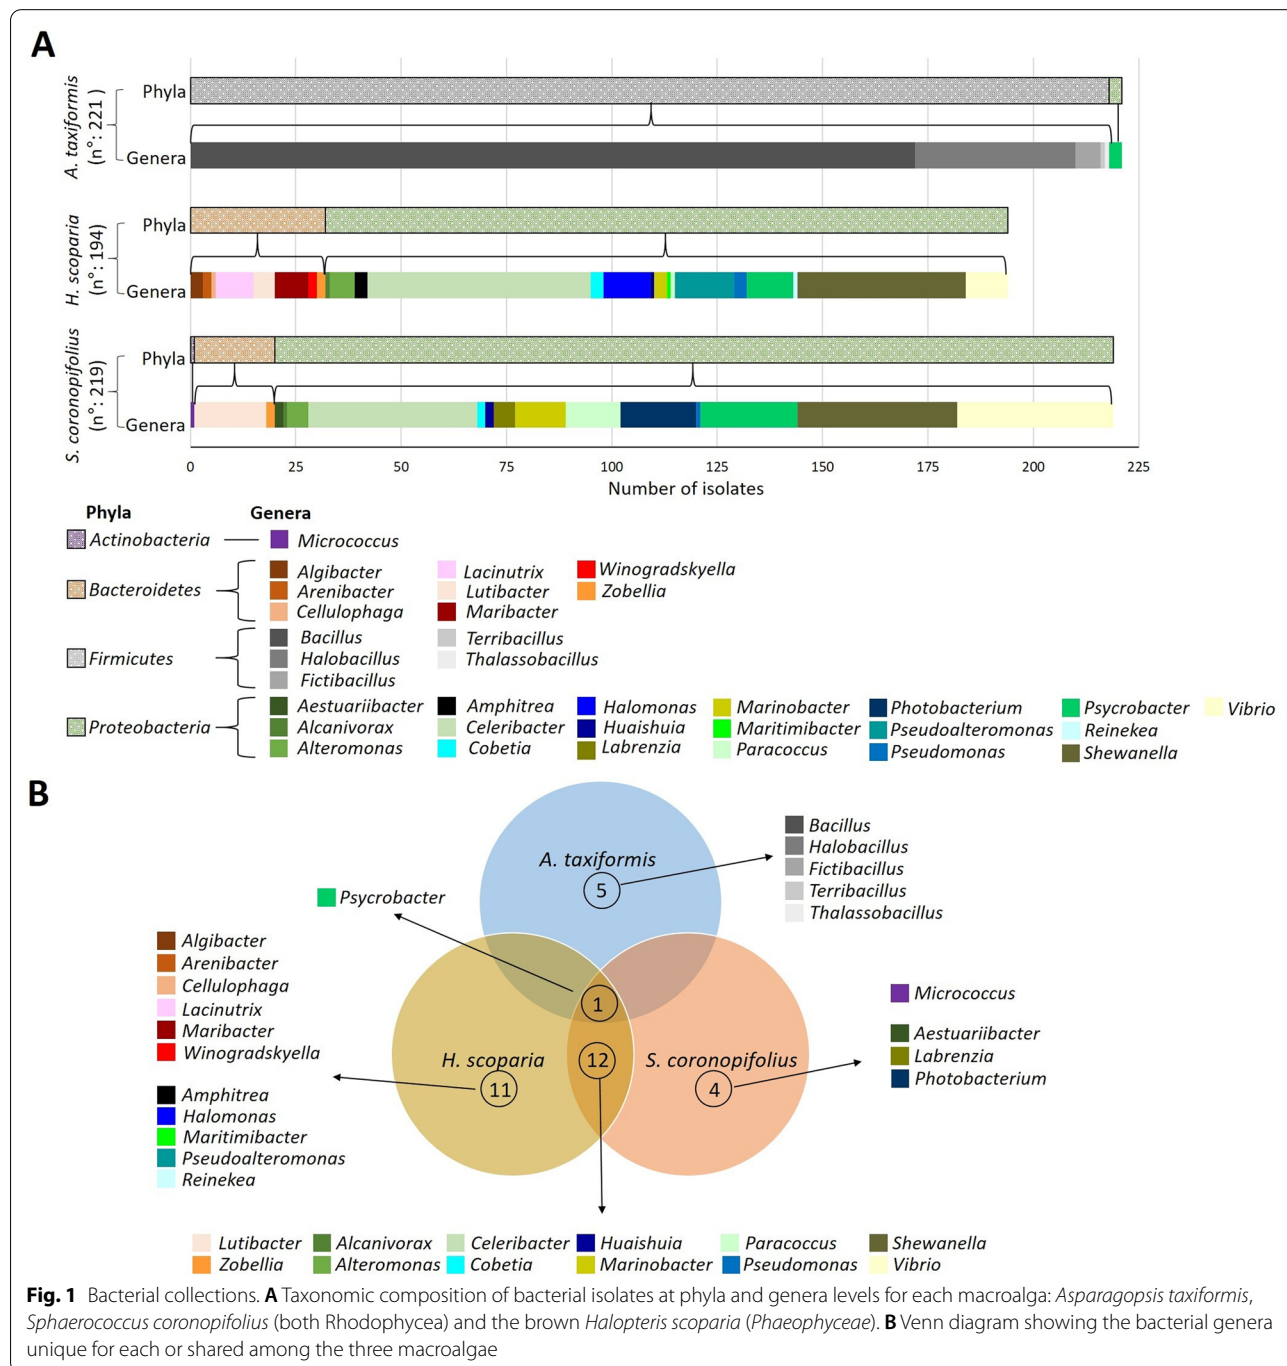 A
A. taxiformis
(n°: 221 )
Phyla
Genera
H. scoparia
(n°: 194)
Phyla
Genera
S. coronopifolius
(n°: 219)
Phyla
Genera
0 25 50 75 100 125 150 175 200 225
Number of isolates
Phyla Genera
Actinobacteria Micrococcus
Bacteroidetes
Algibacter Lacinutrix Winogradskyella
Arenibacter Lutibacter Zobellia
Cellulophaga Maribacter
Firmicutes
Bacillus Terribacillus
Halobacillus Thalassobacillus
Fictibacillus
Proteobacteria
Aestuariibacter Amphitrea Halomonas Marinobacter Photobacterium Psycrobacter Vibrio
Alcanivorax Celeribacter Huaishuia Maritimibacter Pseudoalteromonas Reinekea
Alteromonas Cobetia Labrenzia Paracoccus Pseudomonas Shewanella
B
A. taxiformis
5
Bacillus
Halobacillus
Fictibacillus
Terribacillus
Thalassobacillus
Psycrobacter
1
Algibacter
Arenibacter
Cellulophaga
Lacinutrix
Maribacter
Winogradskyella
Amphitrea
Halomonas
Maritimibacter
Pseudoalteromonas
Reinekea
H. scoparia
11
12
S. coronopifolius
4
Micrococcus
Aestuariibacter
Labrenzia
Photobacterium
Lutibacter Alcanivorax Celeribacter Huaishuia Paracoccus Shewanella
Zobellia Alteromonas Cobetia Marinobacter Pseudomonas Vibrio
Fig. 1 Bacterial collections. A Taxonomic composition of bacterial isolates at phyla and genera levels for each macroalga: Asparagopsis taxiformis,
Sphaerococcus coronopifolius (both Rhodophycea) and the brown Halopteris scoparia (Phaeophyceae). B Venn diagram showing the bacterial genera
unique for each or shared among the three macroalgae